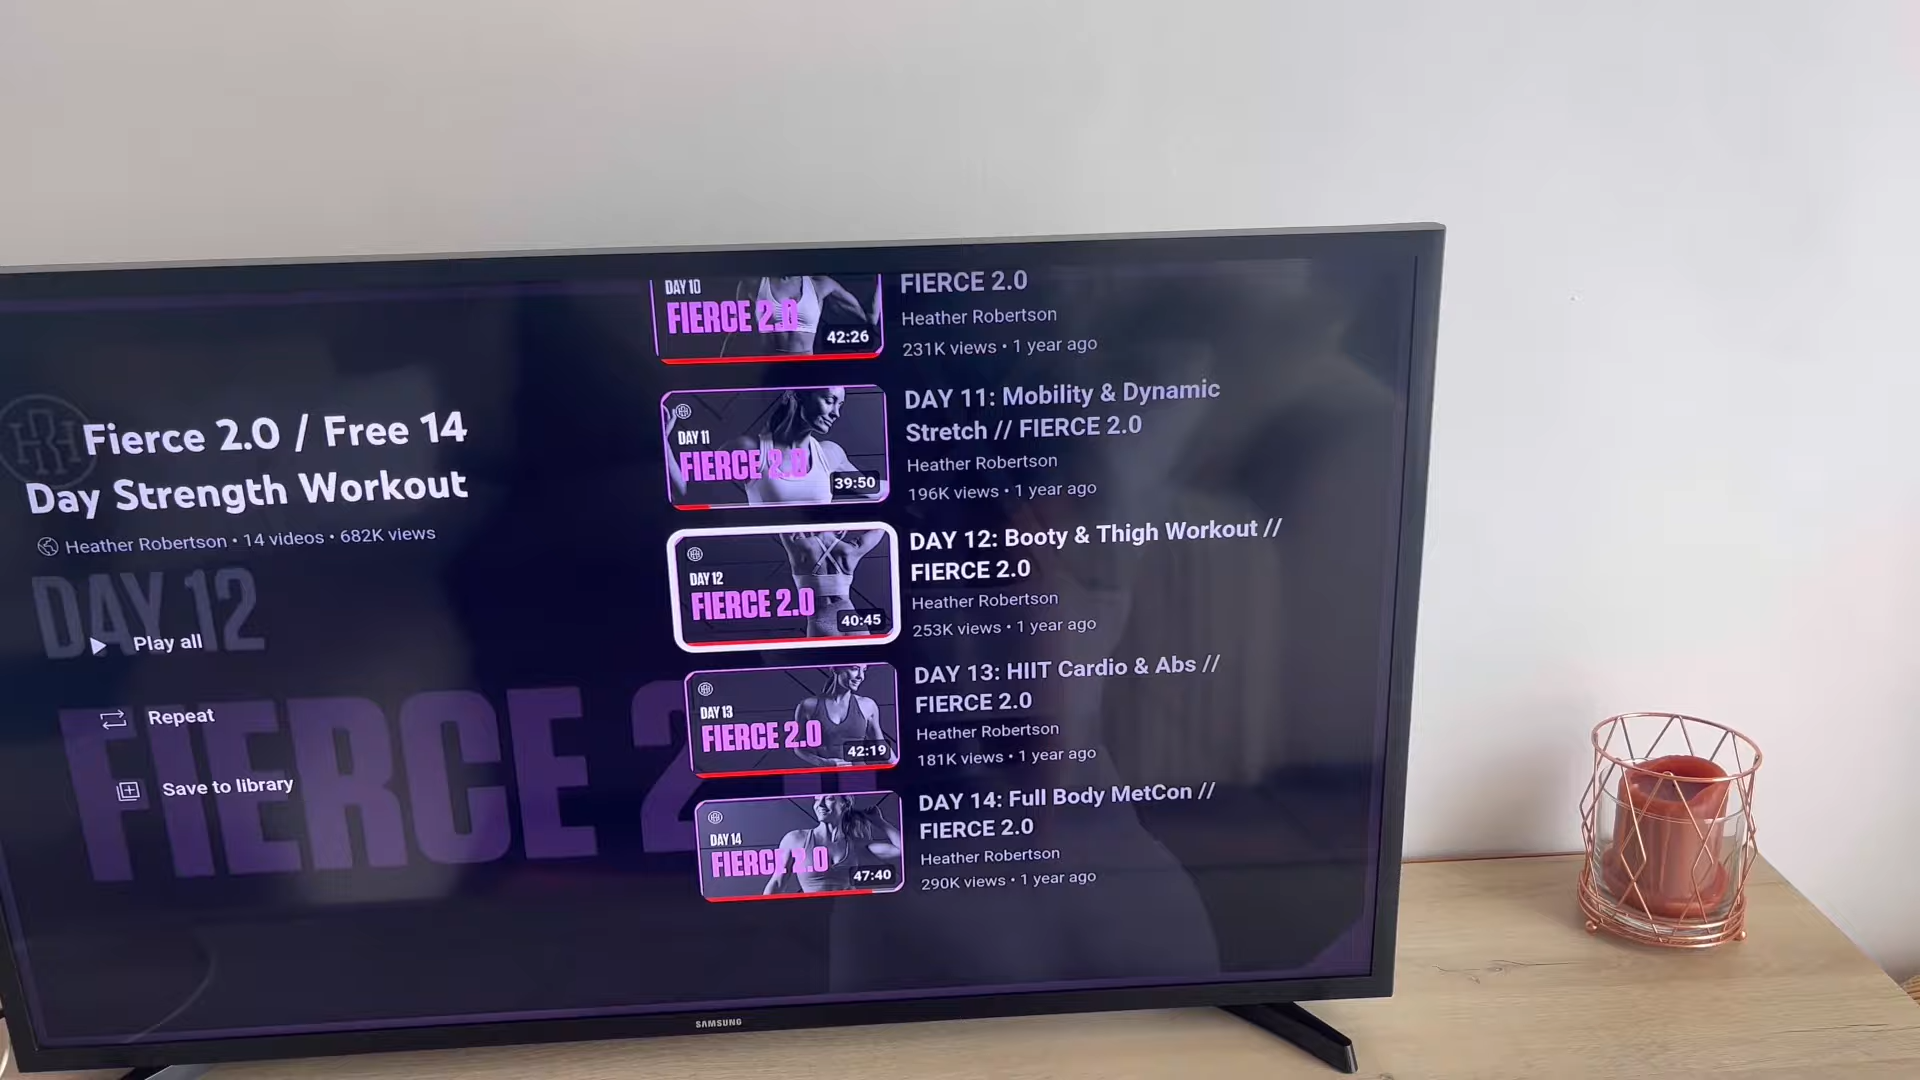 Fierce 2.0 / Free 14
Day Strength Workout
Heather Robertson • 14 videos • 682K views
DAY 12
FIERCE 2.0
Play all
Repeat
Save to library
DAY 10
FIERCE 2.0
42:26
FIERCE 2.0
Heather Robertson
231K views • 1 year ago
DAY 11
FIERCE 2.0
39:50
DAY 11: Mobility & Dynamic
Stretch // FIERCE 2.0
Heather Robertson
196K views • 1 year ago
DAY 12
FIERCE 2.0
40:45
DAY 12: Booty & Thigh Workout //
FIERCE 2.0
Heather Robertson
253K views • 1 year ago
DAY 13
FIERCE 2.0
42:19
DAY 13: HIIT Cardio & Abs //
FIERCE 2.0
Heather Robertson
181K views • 1 year ago
DAY 14
FIERCE 2.0
47:40
DAY 14: Full Body MetCon //
FIERCE 2.0
Heather Robertson
290K views • 1 year ago
SAMSUNG